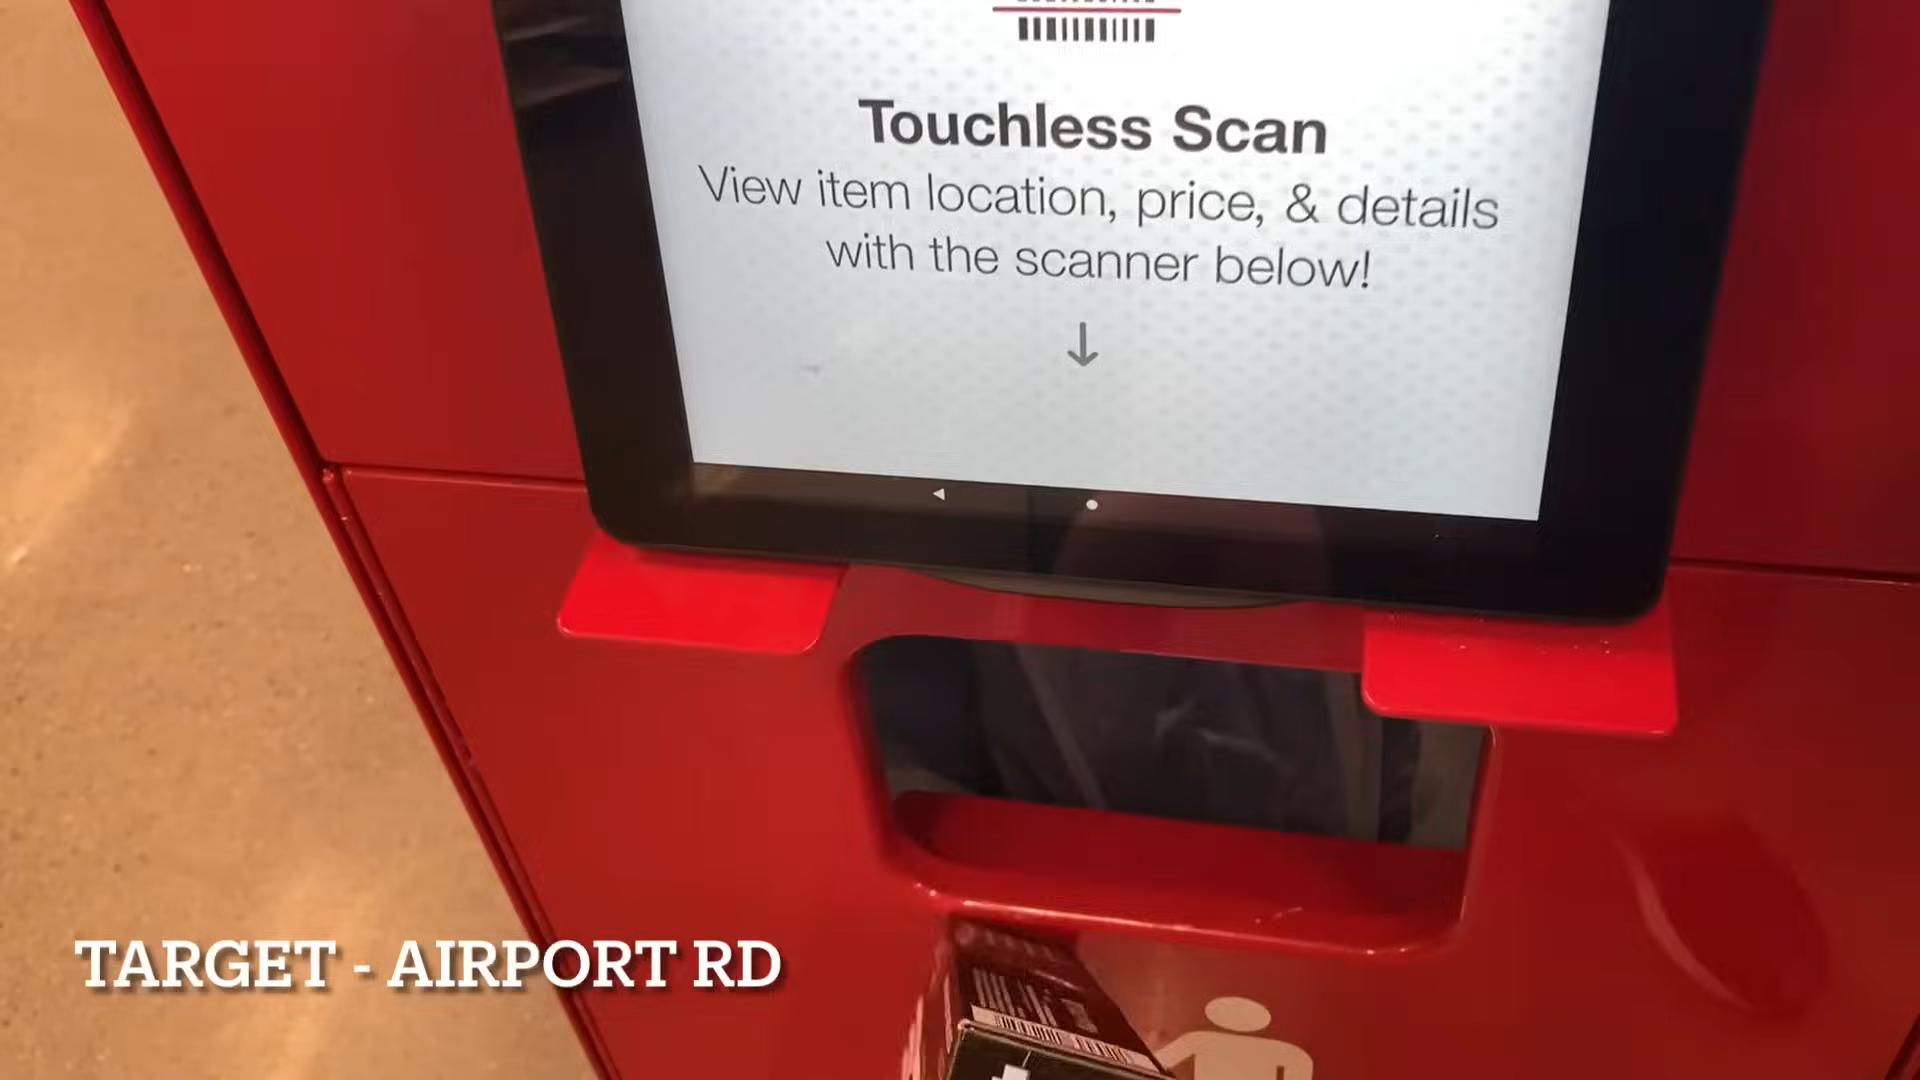 Touchless Scan
View item location, price, & details
with the scanner below!
TARGET - AIRPORT RD